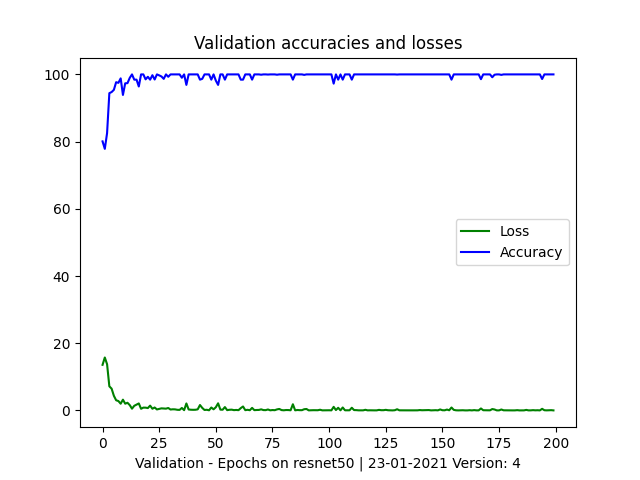 Validation accuracies and losses
100
80
60
40
20
0
Loss
Accuracy
0 25 50 75 100 125 150 175 200
Validation - Epochs on resnet50 | 23-01-2021 Version: 4